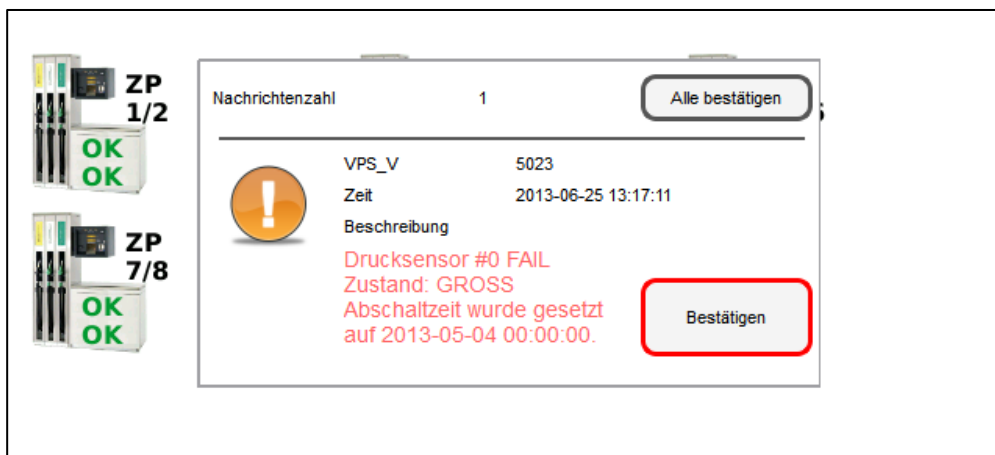 ZP
1/2
OK
OK
ZP
7/8
OK
OK
Nachrichtenzahl 1 Alle bestätigen
VPS_V 5023
Zeit 2013-06-25 13:17:11
Beschreibung
Drucksensor #0 FAIL
Zustand: GROSS
Abschaltzeit wurde gesetzt
auf 2013-05-04 00:00:00.
Bestätigen